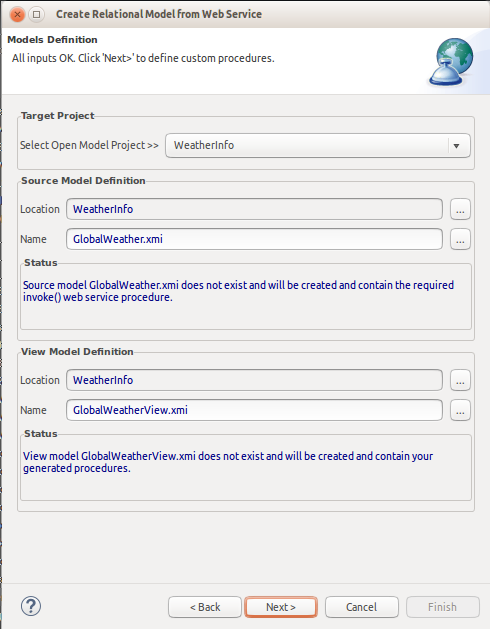 Create Relational Model from Web Service
Models Definition
All inputs OK. Click 'Next>' to define custom procedures.
Target Project
Select Open Model Project >> WeatherInfo
Source Model Definition
Location WeatherInfo ...
Name GlobalWeather.xmi ...
Status
Source model GlobalWeather.xmi does not exist and will be created and contain the required
invoke() web service procedure.
View Model Definition
Location WeatherInfo ...
Name GlobalWeatherView.xmi ...
Status
View model GlobalWeatherView.xmi does not exist and will be created and contain your
generated procedures.
? < Back Next > Cancel Finish